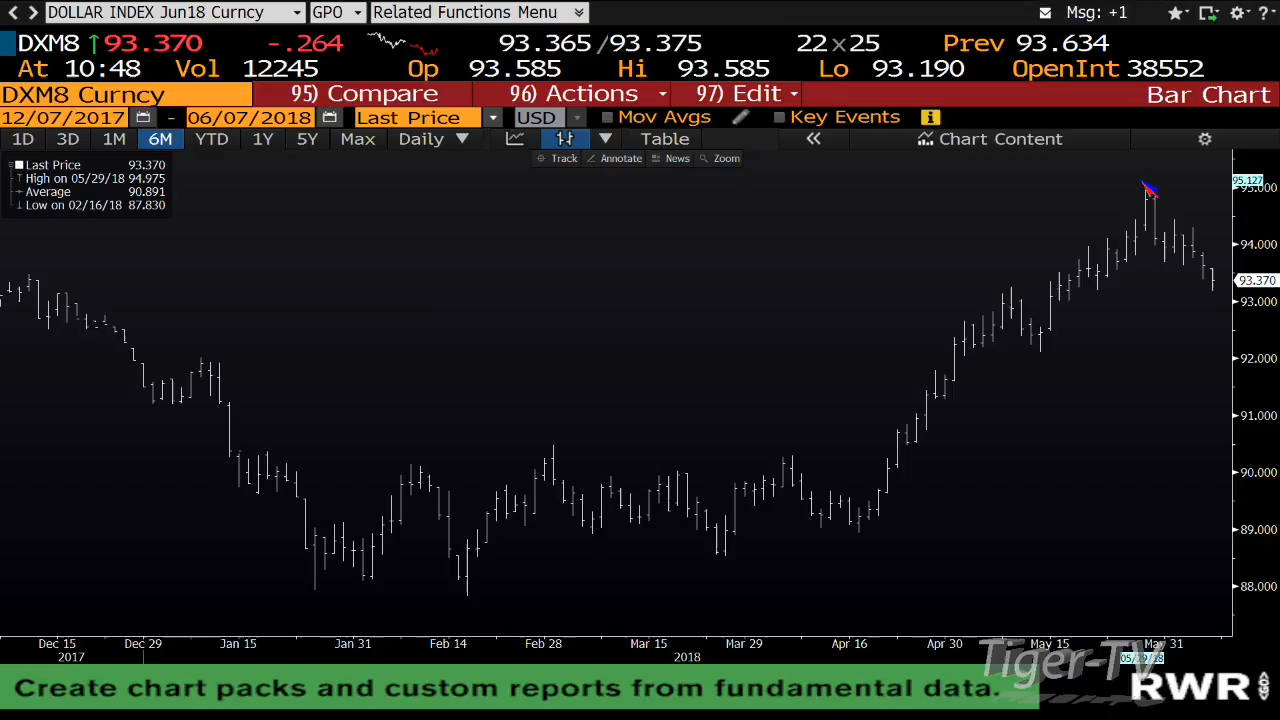 DOLLAR INDEX Jun18 Curncy GPO Related Functions Menu Msg: +1
DXM8 ↑93.370 -.264 93.365/93.375 22x25 Prev 93.634
At 10:48 Vol 12245 Op 93.585 Hi 93.585 Lo 93.190 OpenInt 38552
DXM8 Curncy 95) Compare 96) Actions 97) Edit Bar Chart
12/07/2017 - 06/07/2018 Last Price USD Mov Avgs Key Events
1D 3D 1M 6M YTD 1Y 5Y Max Daily ▼ Table « Chart Content
Track Annotate News Zoom
Last Price 93.370
High on 05/29/18 94.975
Average 90.891
Low on 02/16/18 87.830
95.127
95.000
94.000
93.370
93.000
92.000
91.000
90.000
89.000
88.000
Dec 15 Dec 29 Jan 15 Jan 31 Feb 14 Feb 28 Mar 15 Mar 29 Apr 16 Apr 30 May 15 May 31
2017 2018 05/29/18
Tiger-TV
Create chart packs and custom reports from fundamental data.
RWR
GO